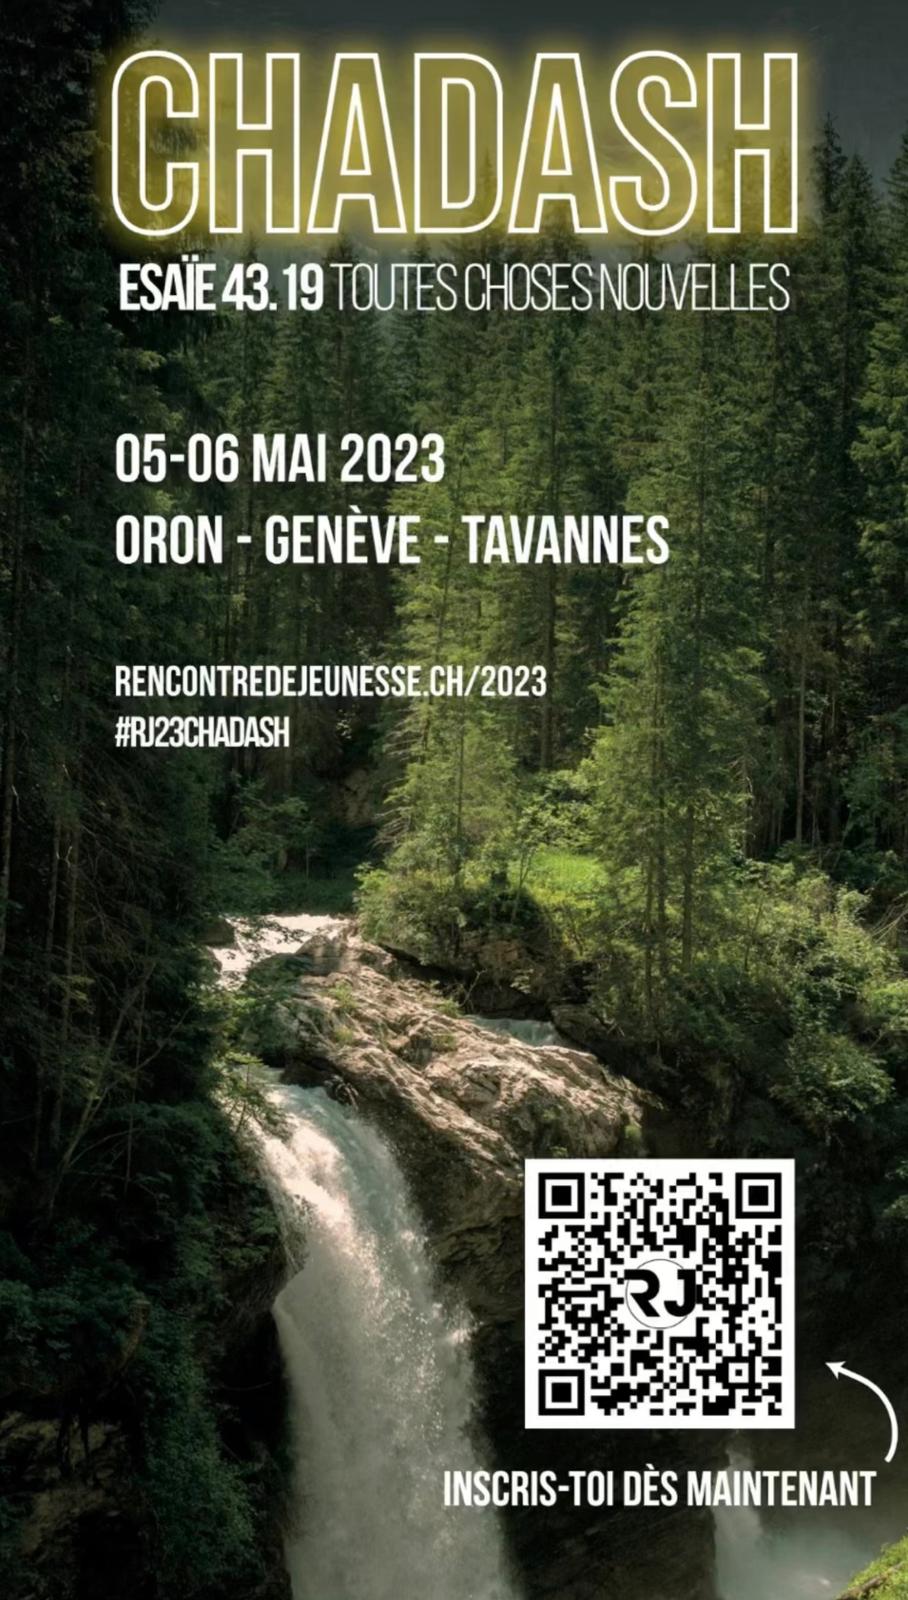 CHADASH
ESAÏE 43.19 TOUTES CHOSES NOUVELLES
05-06 MAI 2023
ORON - GENÈVE - TAVANNES
RENCONTREDEJEUNESSE.CH/2023
#RJ23CHADASH
RJ
INSCRIS-TOI DÈS MAINTENANT